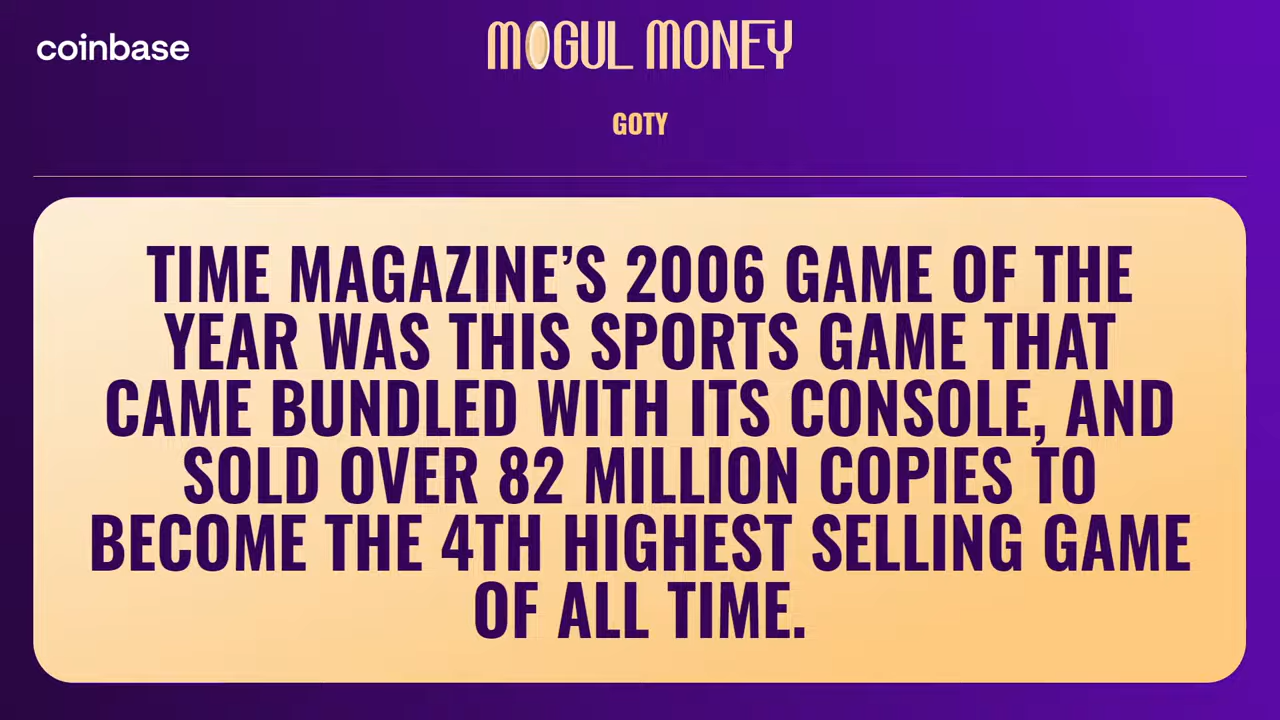 coinbase
MOGUL MONEY
GOTY
TIME MAGAZINE’S 2006 GAME OF THE
YEAR WAS THIS SPORTS GAME THAT
CAME BUNDLED WITH ITS CONSOLE, AND
SOLD OVER 82 MILLION COPIES TO
BECOME THE 4TH HIGHEST SELLING GAME
OF ALL TIME.